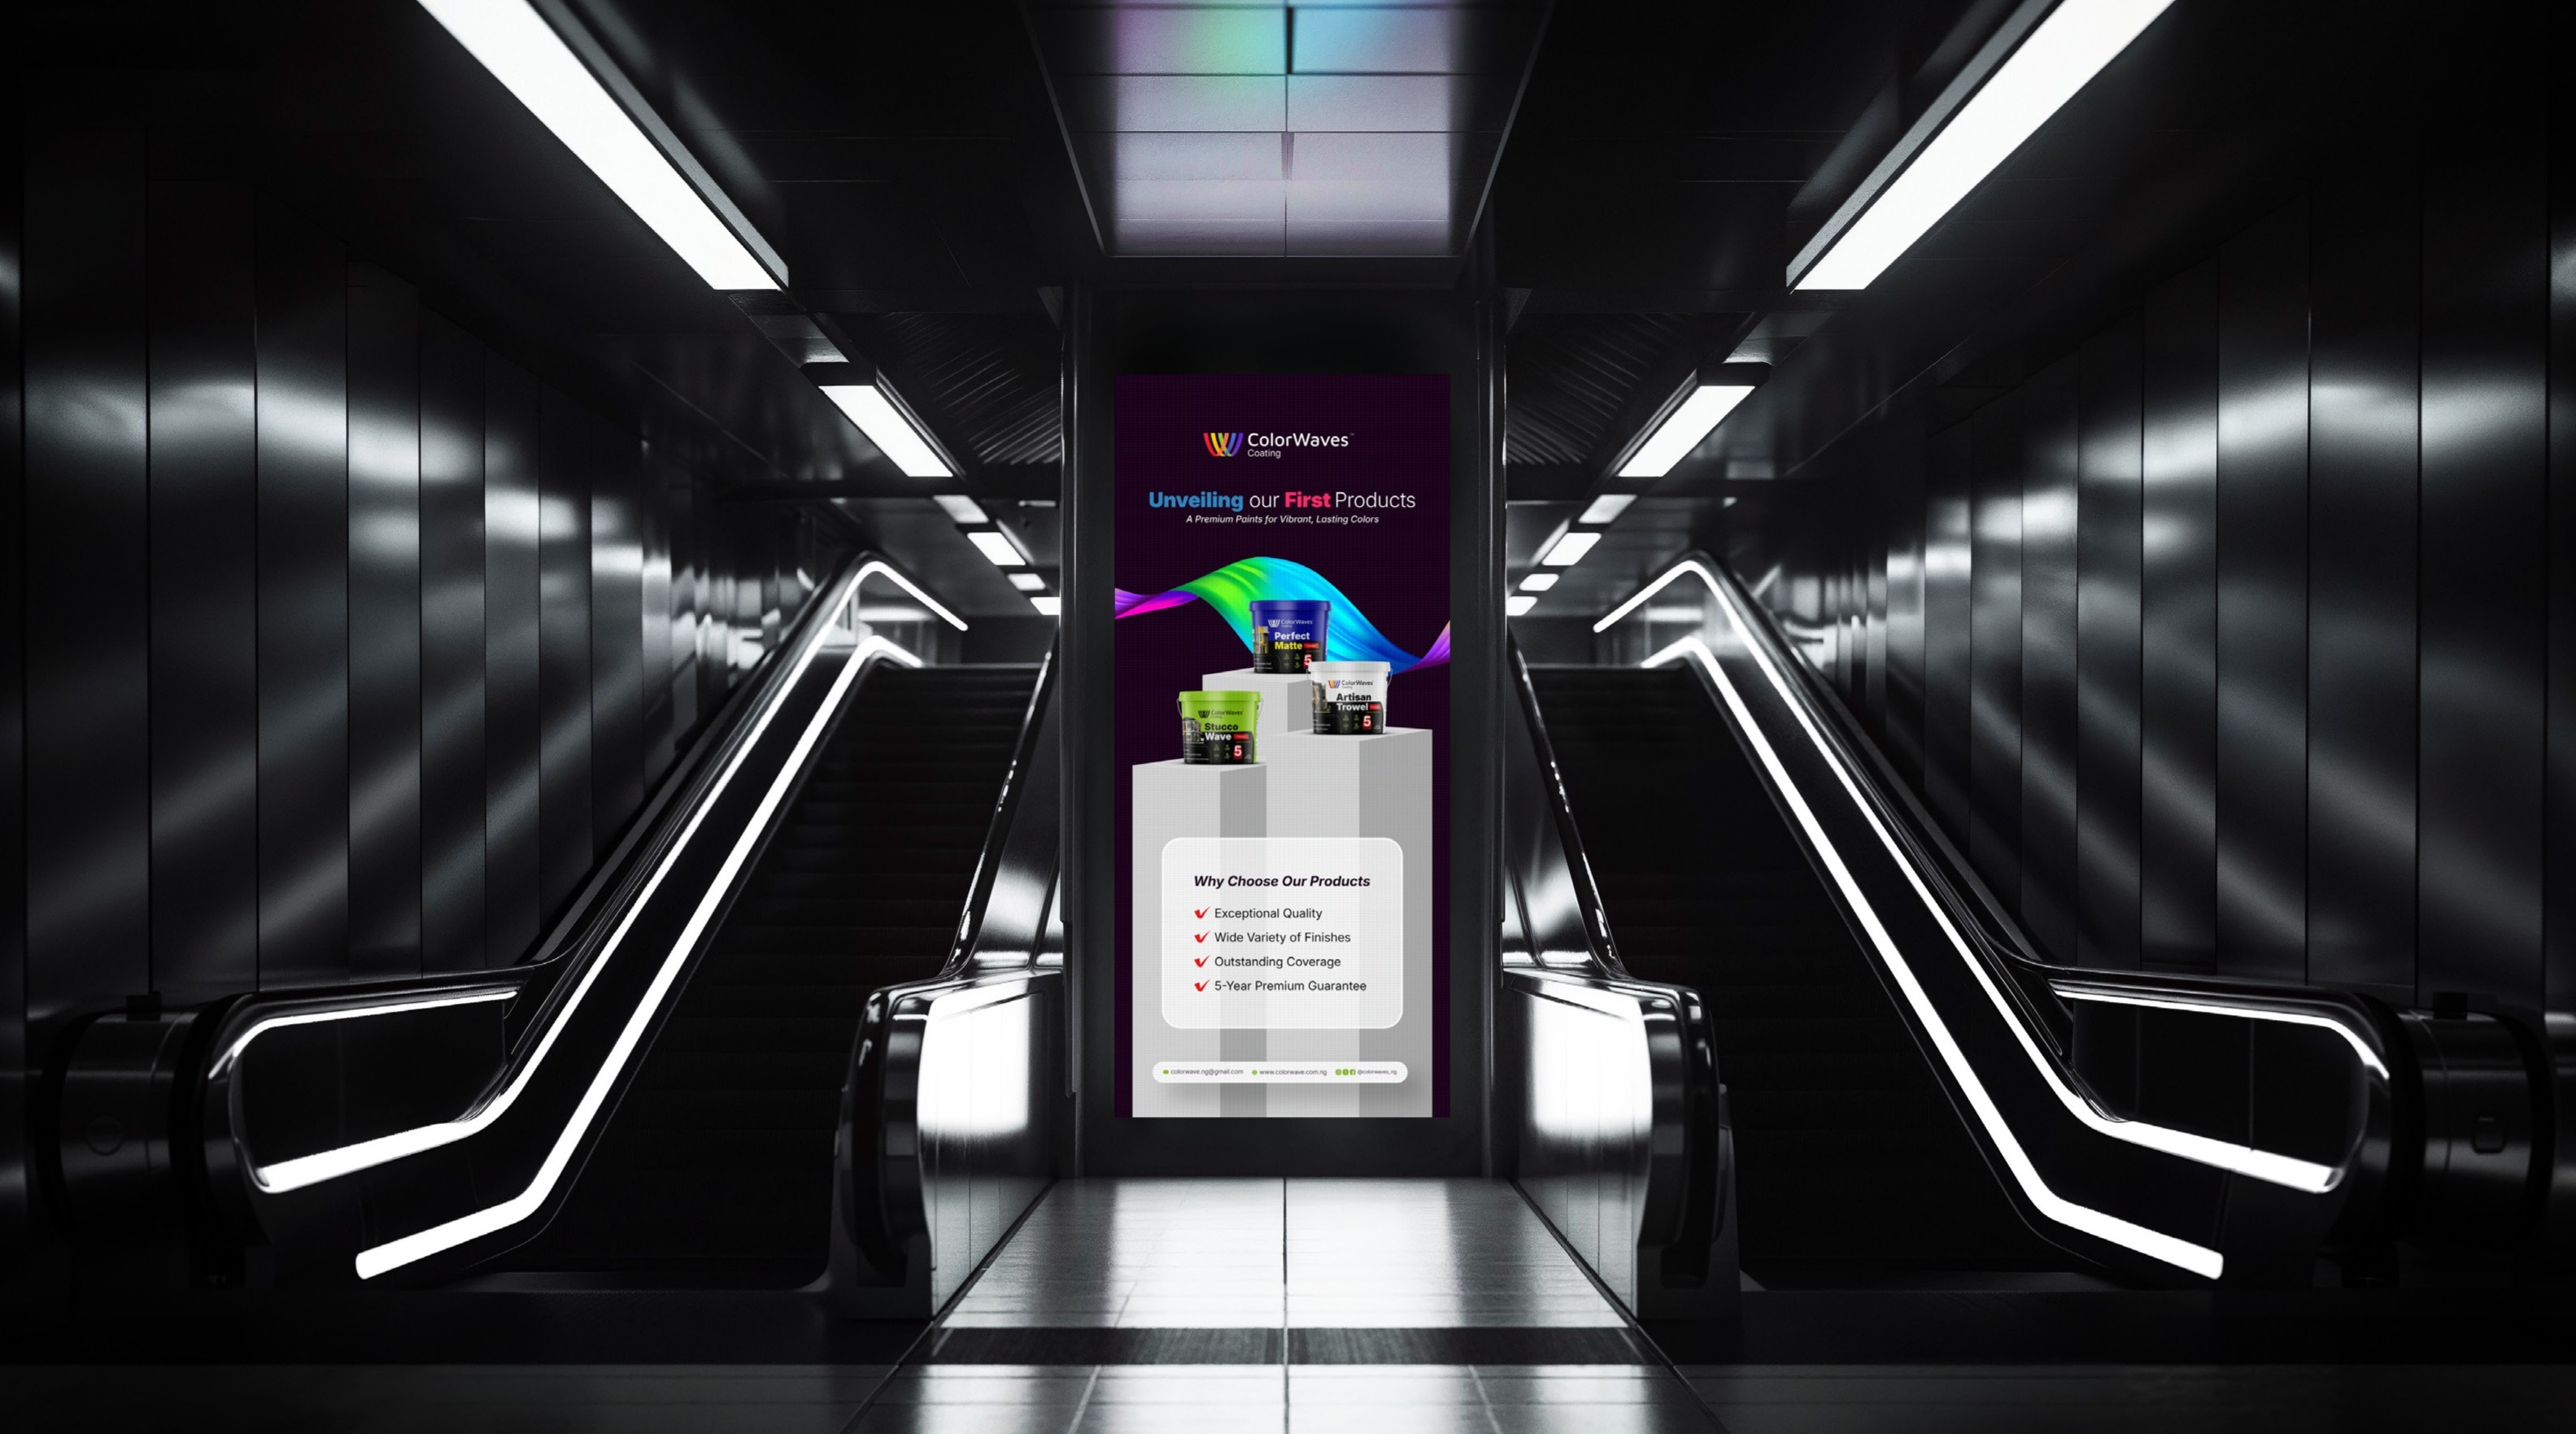 ColorWaves™
Coating
Unveiling our First Products
A Premium Paints for Vibrant, Lasting Colors
ColorWaves
Perfect
Matte
5
ColorWaves
Artisan
Trowel
5
ColorWaves
Stucco
Wave
5
Why Choose Our Products
Exceptional Quality
Wide Variety of Finishes
Outstanding Coverage
5-Year Premium Guarantee
colorwave.ng@gmail.com www.colorwave.com.ng @colorwaves_ng